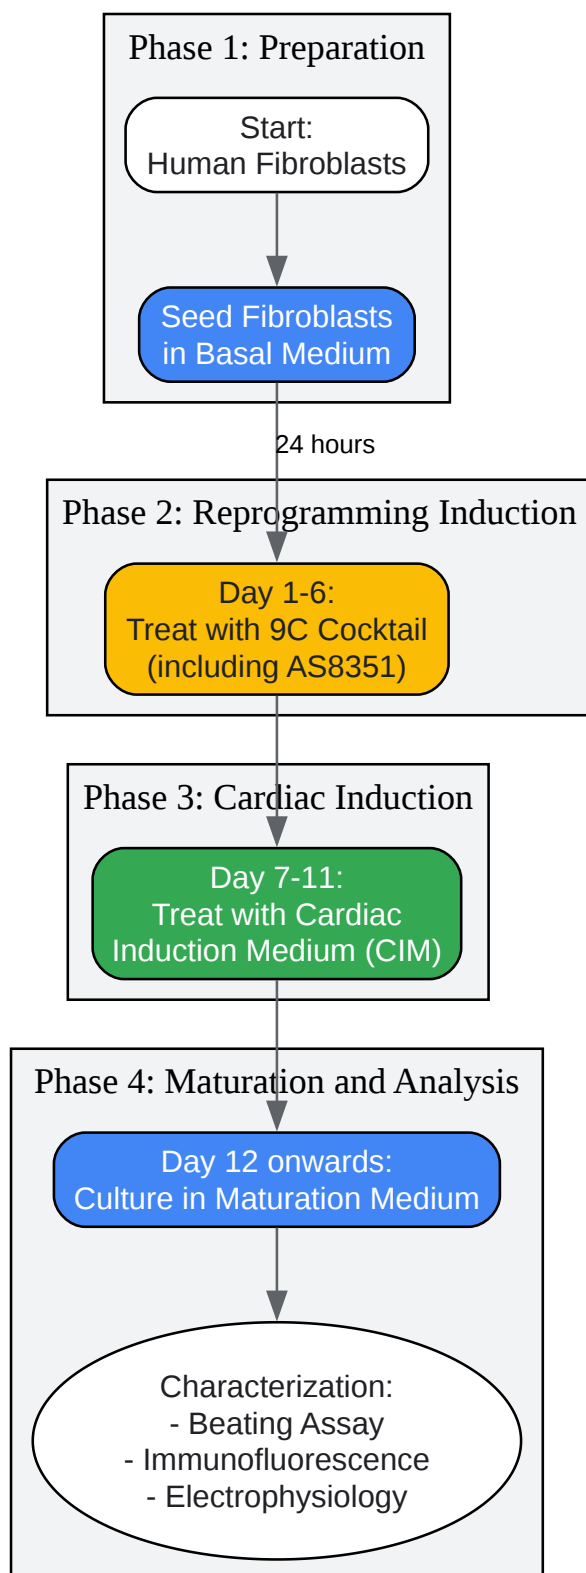 Phase 1: Preparation
Start:
Human Fibroblasts
Seed Fibroblasts
in Basal Medium
24 hours
Phase 2: Reprogramming Induction
Day 1-6:
Treat with 9C Cocktail
(including AS8351)
Phase 3: Cardiac Induction
Day 7-11:
Treat with Cardiac
Induction Medium (CIM)
Phase 4: Maturation and Analysis
Day 12 onwards:
Culture in Maturation Medium
Characterization:
- Beating Assay
- Immunofluorescence
- Electrophysiology